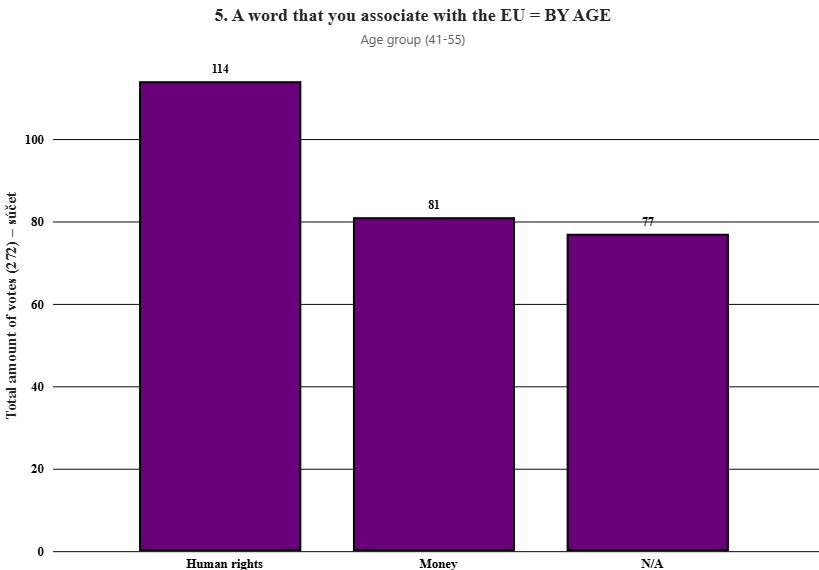 5. A word that you associate with the EU = BY AGE
Age group (41-55)
Total amount of votes (272) – súčet
100
80
60
40
20
0
114
81
77
Human rights
Money
N/A